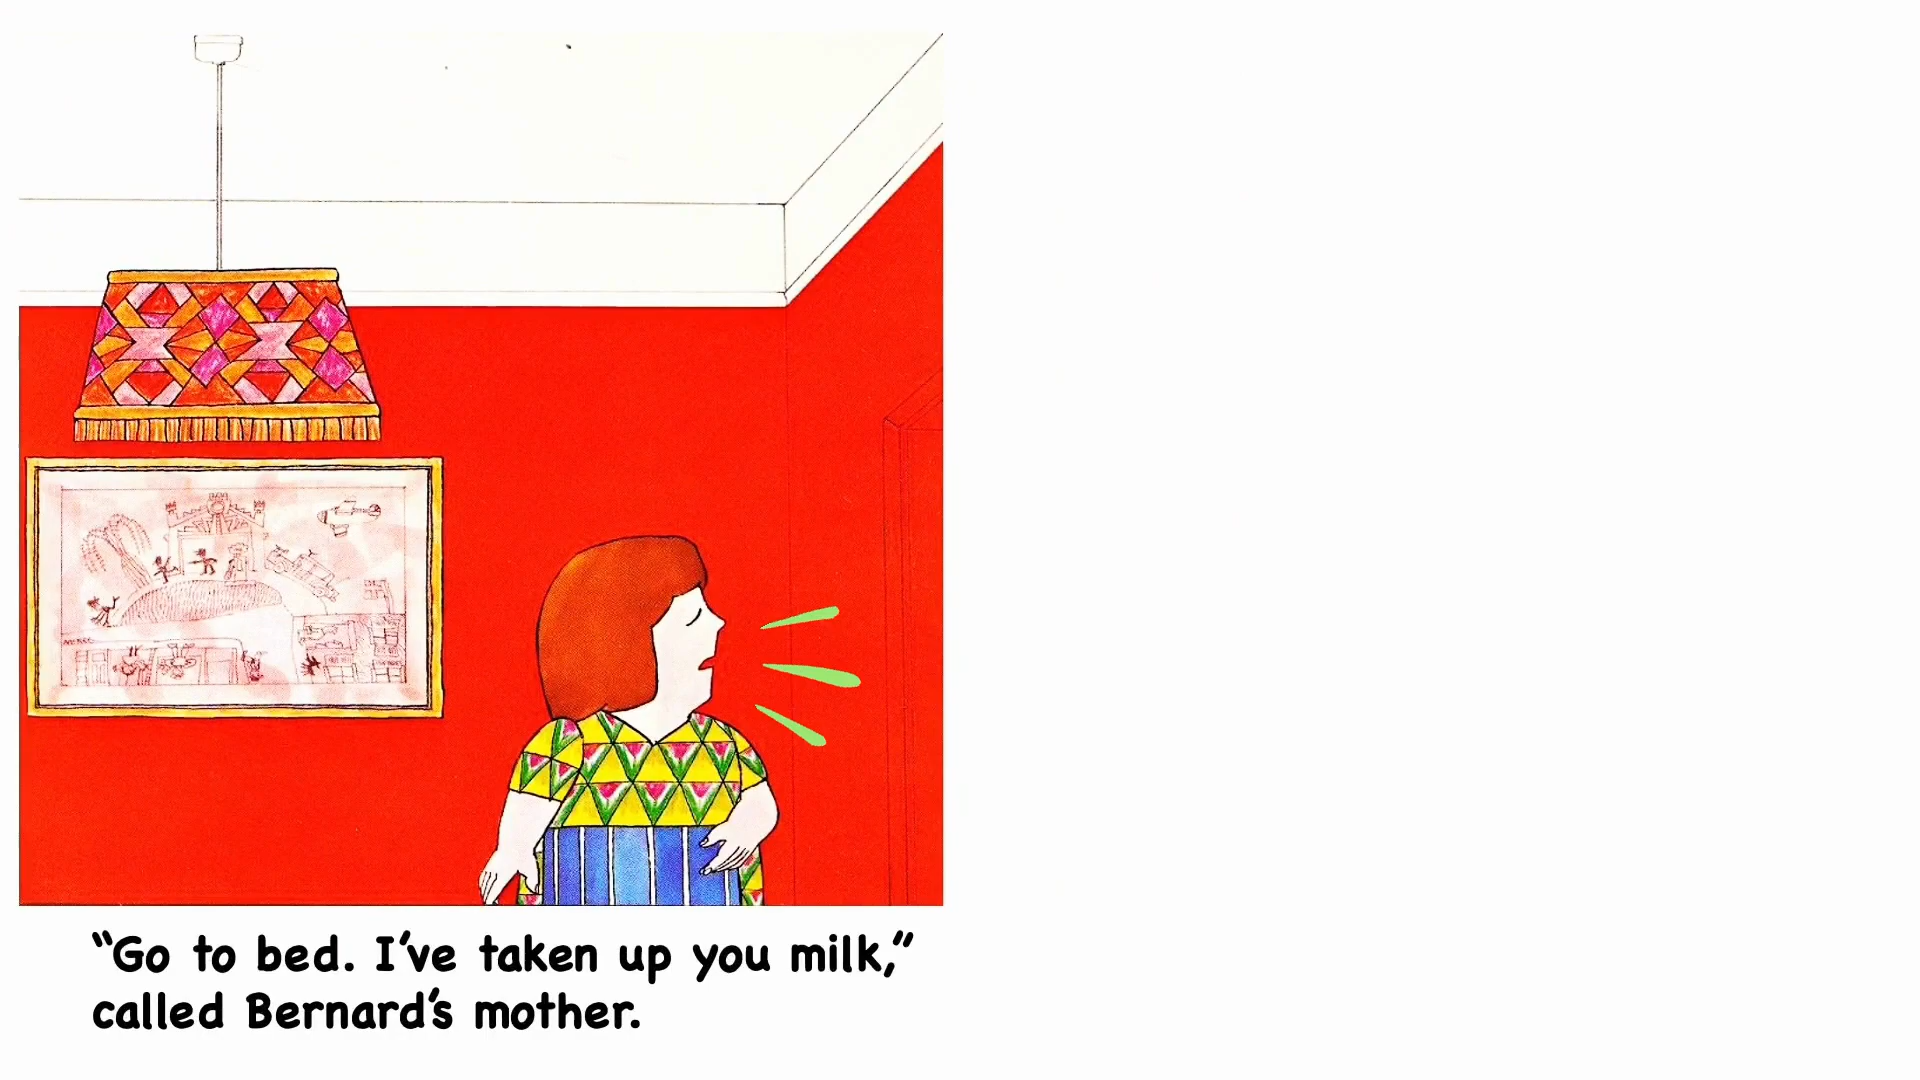 “Go to bed. I’ve taken up you milk,”
called Bernard’s mother.